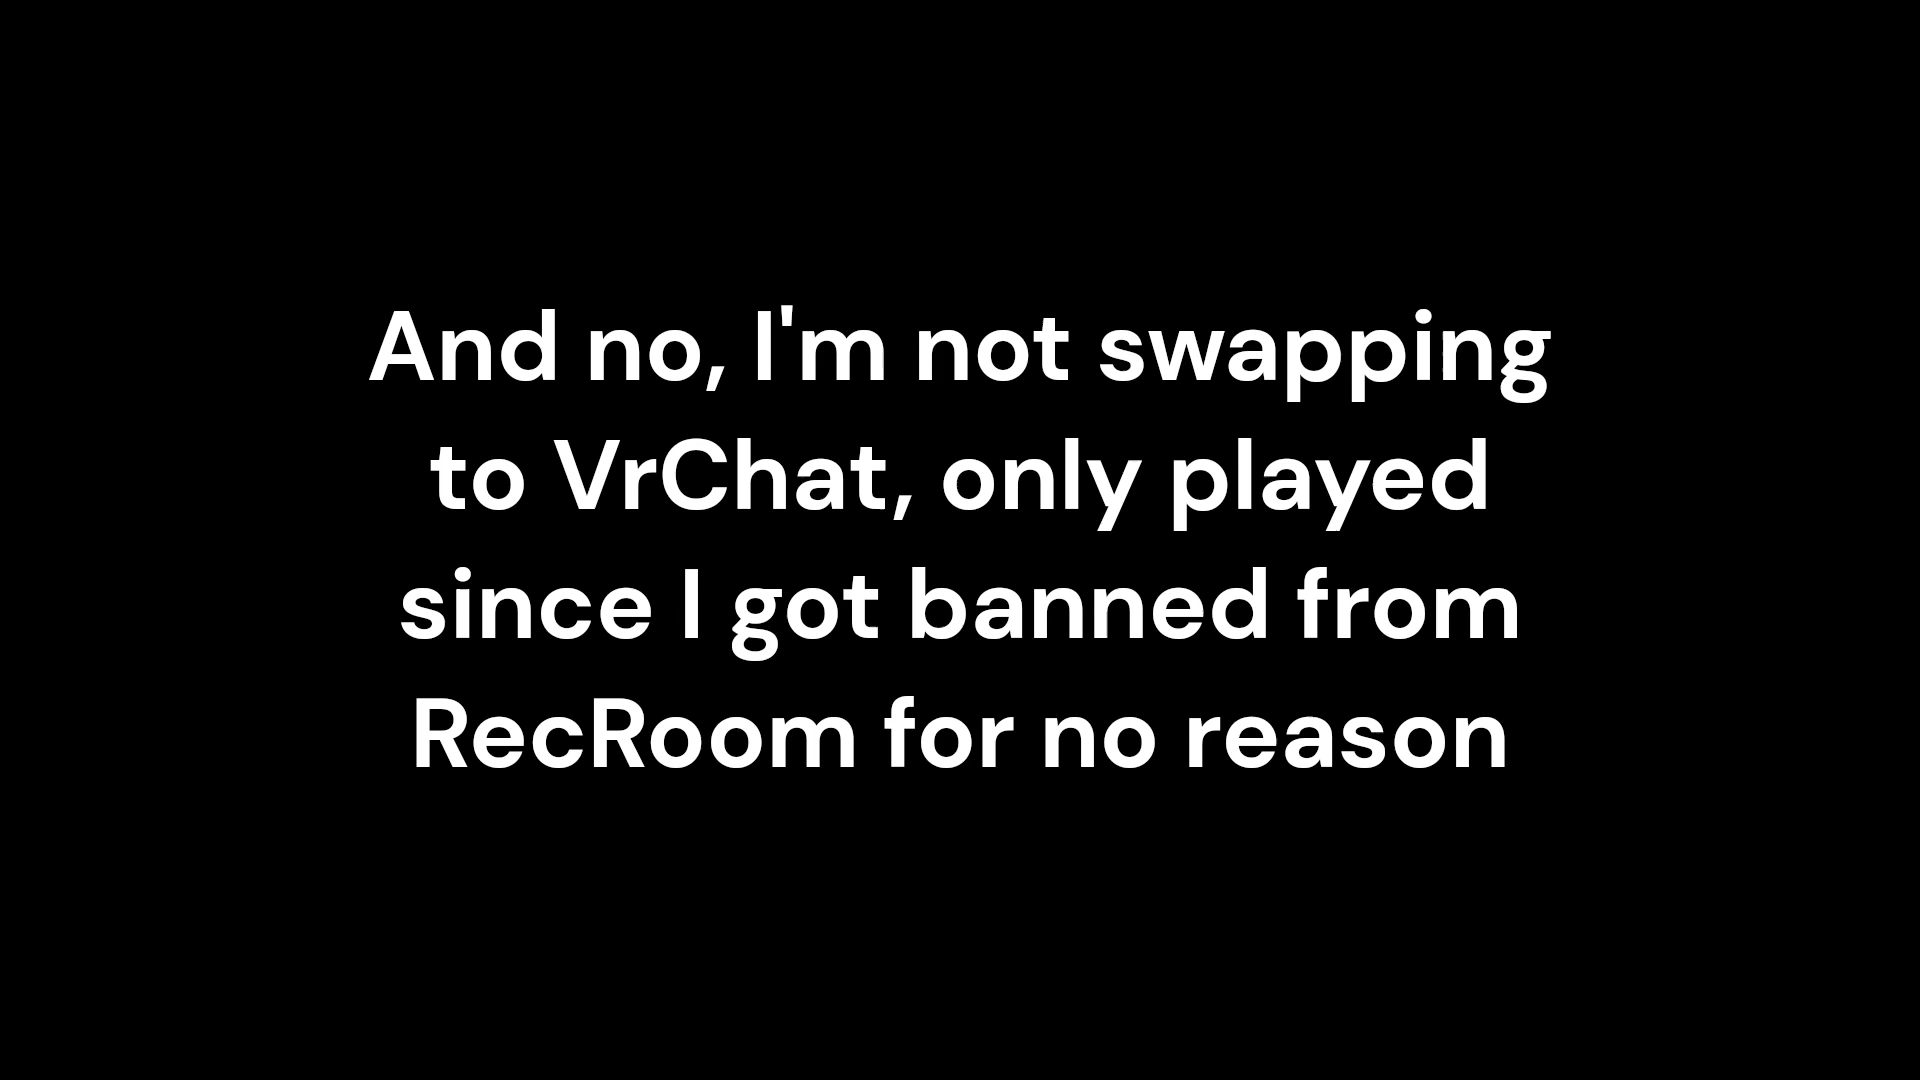 And no, I'm not swapping
to VrChat, only played
since I got banned from
RecRoom for no reason